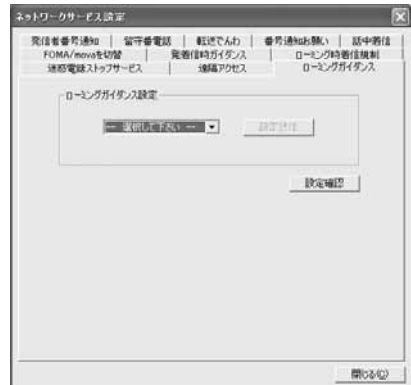 ネットワークサービス設定
発信者番号通知 留守番電話 転送でんわ 番号通知お願い 話中着信
FOMA/movaを切替 発着信時ガイダンス ローミング時着信規制
迷惑電話ストップサービス 遠隔アクセス ローミングガイダンス
ローミングガイダンス設定
-- 選択して下さい -- 設定送信
設定確認
閉じる(C)